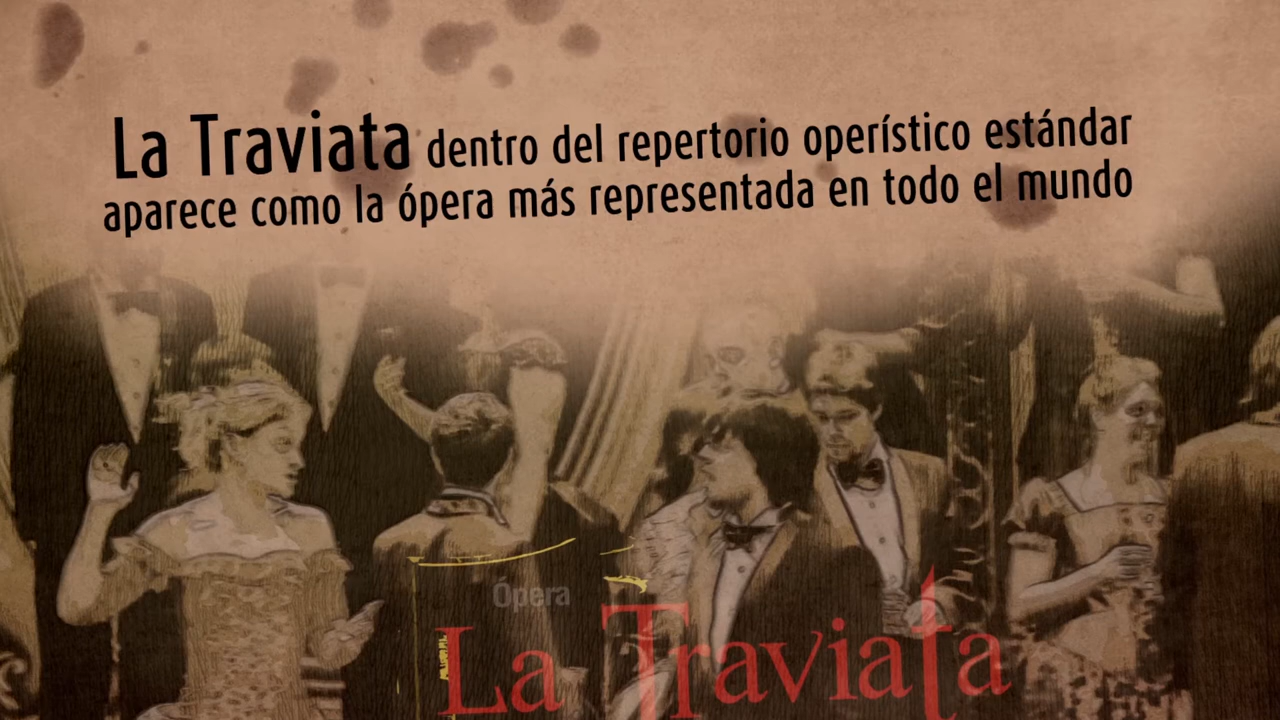 La Traviata dentro del repertorio operístico estándar
aparece como la ópera más representada en todo el mundo
Ópera
La Traviata